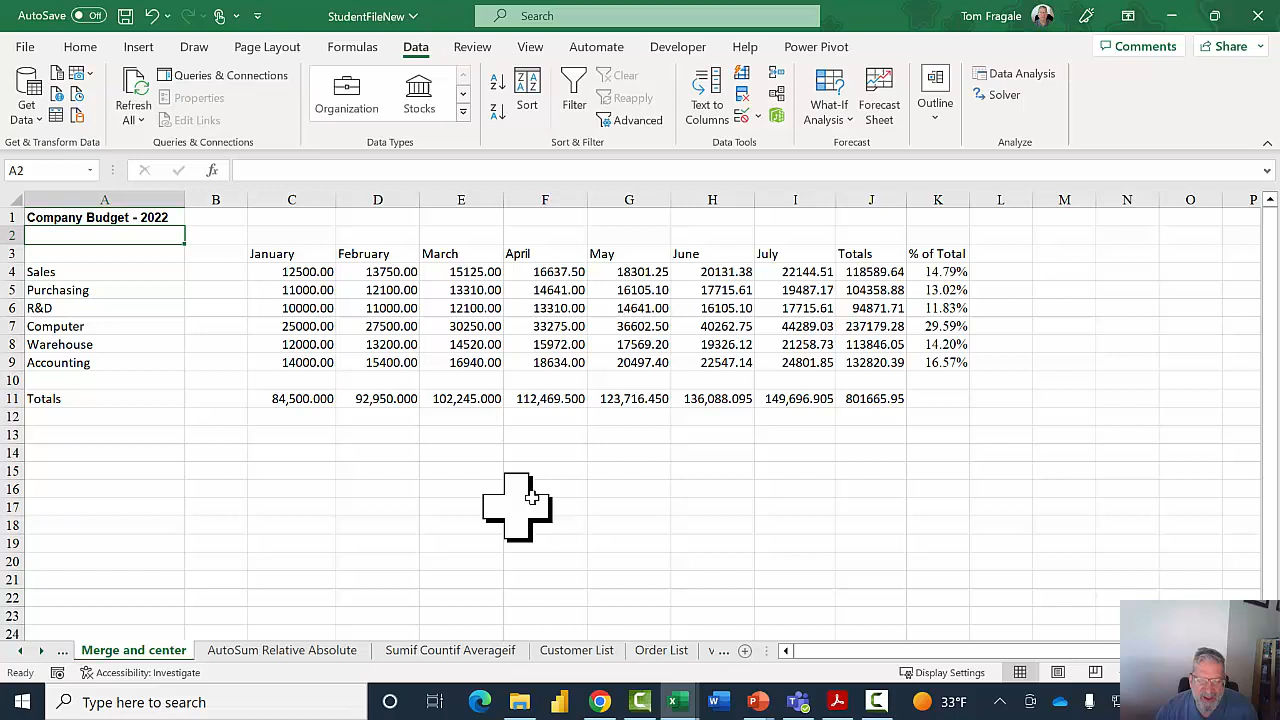 AutoSave Off StudentFileNew Search Tom Fragale
File Home Insert Draw Page Layout Formulas Data Review View Automate Developer Help Power Pivot Comments Share
Get Data Refresh All Queries & Connections Properties Edit Links Organization Stocks Sort Filter Clear Reapply Advanced Text to Columns What-If Analysis Forecast Sheet Outline Data Analysis Solver
Get & Transform Data Queries & Connections Data Types Sort & Filter Data Tools Forecast Analyze
A2 fx
A B C D E F G H I J K L M N O P
1 Company Budget - 2022
2
3 January February March April May June July Totals % of Total
4 Sales 12500.00 13750.00 15125.00 16637.50 18301.25 20131.38 22144.51 118589.64 14.79%
5 Purchasing 11000.00 12100.00 13310.00 14641.00 16105.10 17715.61 19487.17 104358.88 13.02%
6 R&D 10000.00 11000.00 12100.00 13310.00 14641.00 16105.10 17715.61 94871.71 11.83%
7 Computer 25000.00 27500.00 30250.00 33275.00 36602.50 40262.75 44289.03 237179.28 29.59%
8 Warehouse 12000.00 13200.00 14520.00 15972.00 17569.20 19326.12 21258.73 113846.05 14.20%
9 Accounting 14000.00 15400.00 16940.00 18634.00 20497.40 22547.14 24801.85 132820.39 16.57%
10
11 Totals 84,500.000 92,950.000 102,245.000 112,469.500 123,716.450 136,088.095 149,696.905 801665.95
12
13
14
15
16
17
18
19
20
21
22
23
24
... Merge and center AutoSum Relative Absolute Sumif Countif Averageif Customer List Order List v ...
Ready Accessibility: Investigate Display Settings
Type here to search 33°F